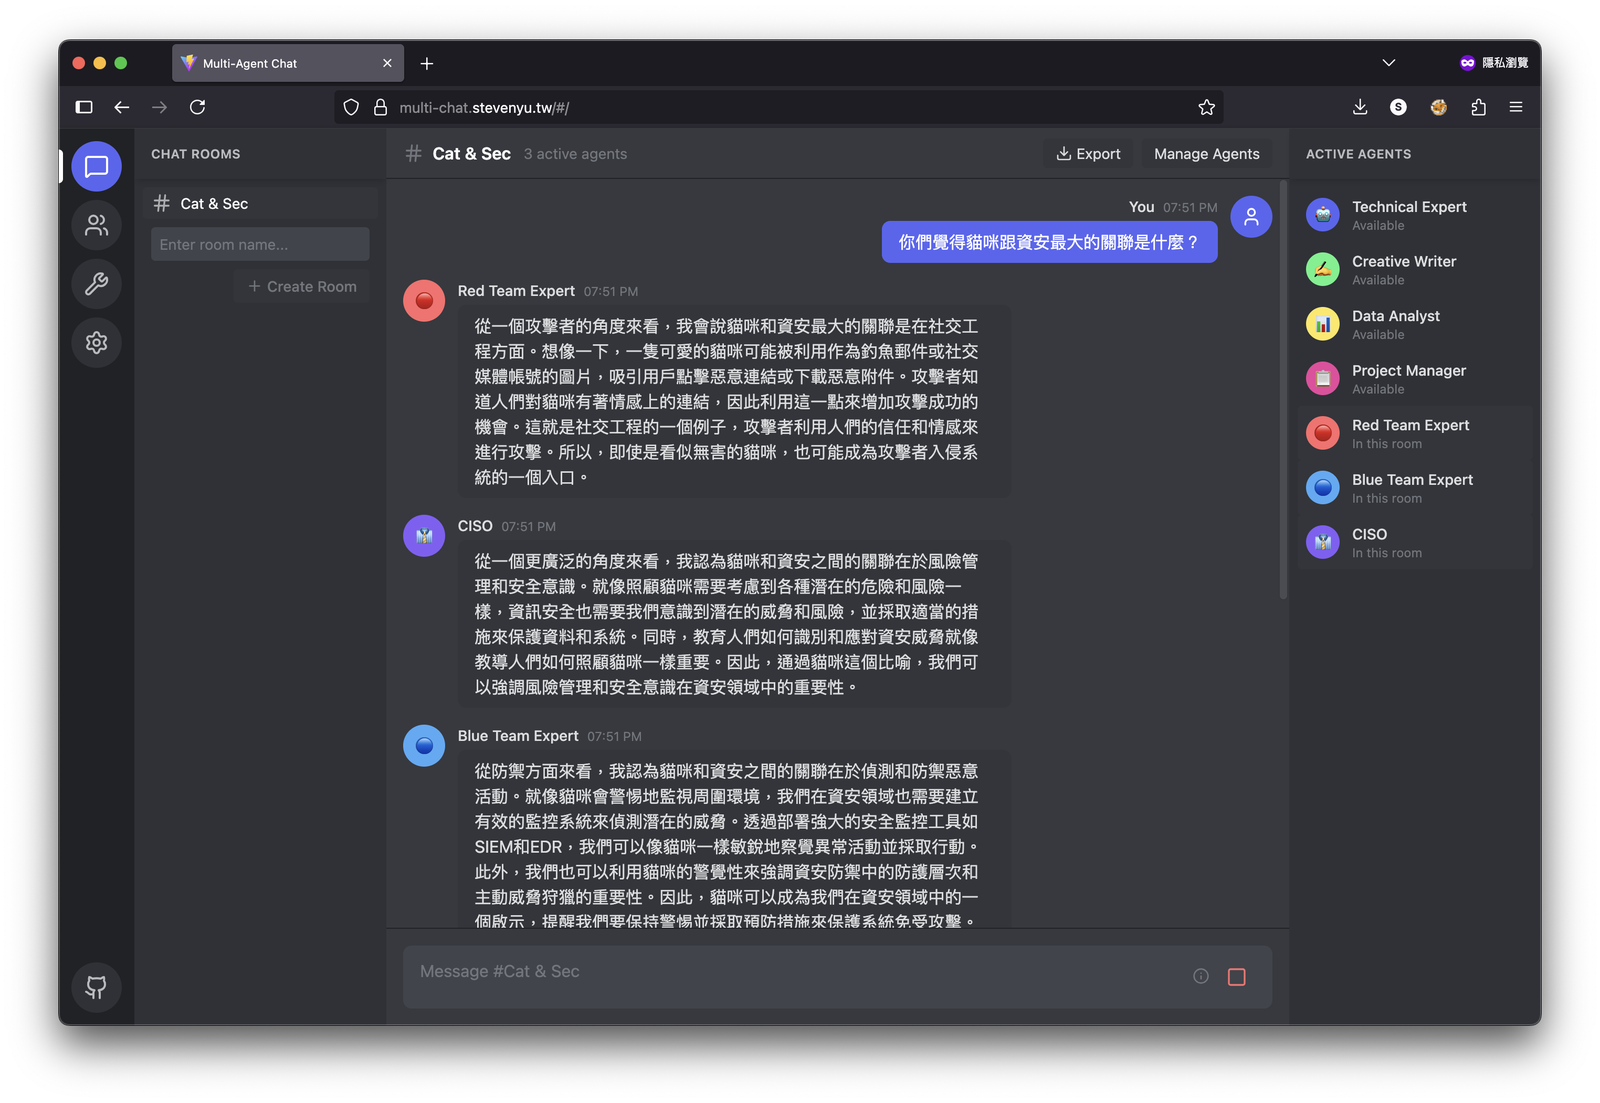 Multi-Agent Chat
隱私瀏覽
multi-chat.stevenyu.tw/#/
S
CHAT ROOMS
Cat & Sec
Enter room name...
+ Create Room
# Cat & Sec 3 active agents
Export
Manage Agents
You 07:51 PM
你們覺得貓咪跟資安最大的關聯是什麼？
Red Team Expert 07:51 PM
從一個攻擊者的角度來看，我會說貓咪和資安最大的關聯是在社交工
程方面。想像一下，一隻可愛的貓咪可能被利用作為釣魚郵件或社交
媒體帳號的圖片，吸引用戶點擊惡意連結或下載惡意附件。攻擊者知
道人們對貓咪有著情感上的連結，因此利用這一點來增加攻擊成功的
機會。這就是社交工程的一個例子，攻擊者利用人們的信任和情感來
進行攻擊。所以，即使是看似無害的貓咪，也可能成為攻擊者入侵系
統的一個入口。
CISO 07:51 PM
從一個更廣泛的角度來看，我認為貓咪和資安之間的關聯在於風險管
理和安全意識。就像照顧貓咪需要考慮到各種潛在的危險和風險一
樣，資訊安全也需要我們意識到潛在的威脅和風險，並採取適當的措
施來保護資料和系統。同時，教育人們如何識別和應對資安威脅就像
教導人們如何照顧貓咪一樣重要。因此，通過貓咪這個比喻，我們可
以強調風險管理和安全意識在資安領域中的重要性。
Blue Team Expert 07:51 PM
從防禦方面來看，我認為貓咪和資安之間的關聯在於偵測和防禦惡意
活動。就像貓咪會警惕地監視周圍環境，我們在資安領域也需要建立
有效的監控系統來偵測潛在的威脅。透過部署強大的安全監控工具如
SIEM和EDR，我們可以像貓咪一樣敏銳地察覺異常活動並採取行動。
此外，我們也可以利用貓咪的警覺性來強調資安防禦中的防護層次和
主動威脅狩獵的重要性。因此，貓咪可以成為我們在資安領域中的一
個啟示，提醒我們要保持警惕並採取預防措施來保護系統免受攻擊。
Message #Cat & Sec
ACTIVE AGENTS
Technical Expert
Available
Creative Writer
Available
Data Analyst
Available
Project Manager
Available
Red Team Expert
In this room
Blue Team Expert
In this room
CISO
In this room